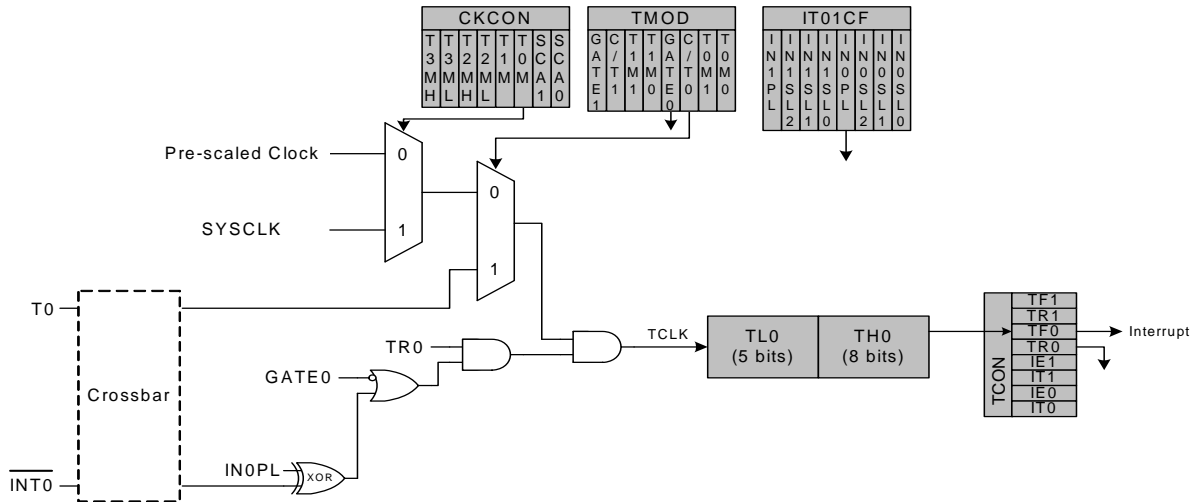 CKCON
T3MH
T3ML
T2MH
T2ML
T1M
T0M
SCA1
SCA0
TMOD
GATE1
C/T1
T1M1
T1M0
GATE0
C/T0
T0M1
T0M0
IT01CF
IN1PL
IN1SL2
IN1SL1
IN1SL0
IN0PL
IN0SL2
IN0SL1
IN0SL0
Pre-scaled Clock
0
SYSCLK
1
0
1
T0
Crossbar
INT0
TR0
GATE0
IN0PL
XOR
TCLK
TL0
(5 bits)
TH0
(8 bits)
TCON
TF1
TR1
TF0
TR0
IE1
IT1
IE0
IT0
Interrupt